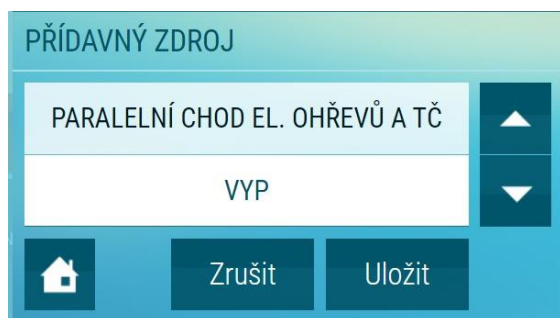 PŘÍDAVNÝ ZDROJ
PARALELNÍ CHOD EL. OHŘEVŮ A TČ
VYP
Zrušit
Uložit